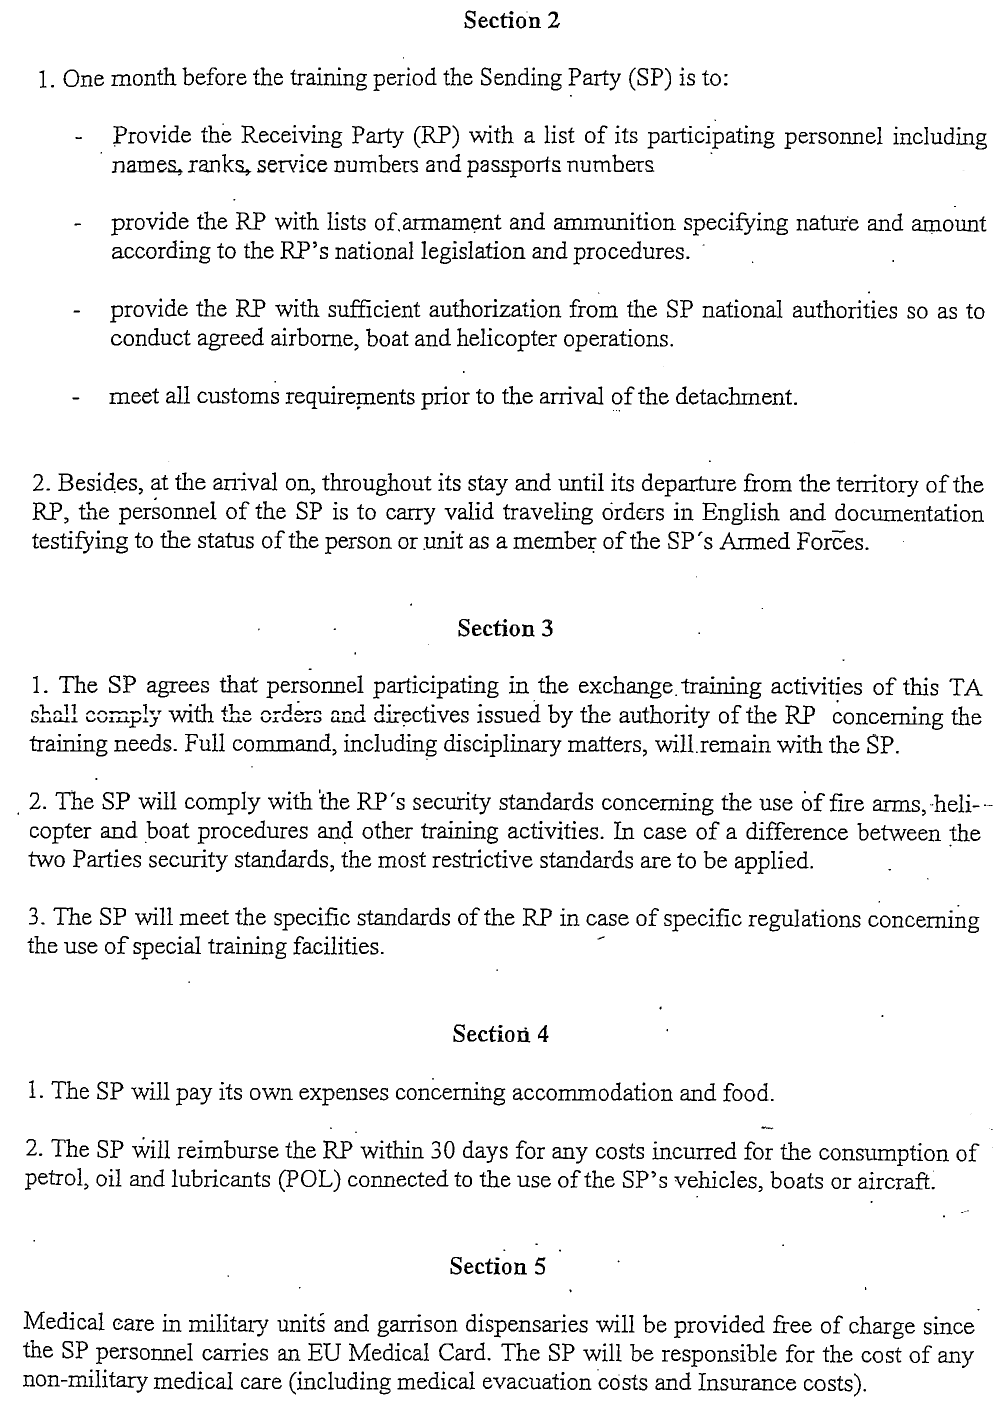 Section 2
1. One month before the training period the Sending Party (SP) is to:
- Provide the Receiving Party (RP) with a list of its participating personnel including
names, ranks, service numbers and passports numbers
- provide the RP with lists of armament and ammunition specifying nature and amount
according to the RP's national legislation and procedures.
- provide the RP with sufficient authorization from the SP national authorities so as to
conduct agreed airborne, boat and helicopter operations.
- meet all customs requirements prior to the arrival of the detachment.
2. Besides, at the arrival on, throughout its stay and until its departure from the territory of the
RP, the personnel of the SP is to carry valid traveling orders in English and documentation
testifying to the status of the person or unit as a member of the SP´s Armed Forces.
Section 3
1. The SP agrees that personnel participating in the exchange training activities of this TA
shall comply with the orders and directives issued by the authority of the RP concerning the
training needs. Full command, including disciplinary matters, will remain with the SP.
2. The SP will comply with the RP´s security standards concerning the use of fire arms, heli-
copter and boat procedures and other training activities. In case of a difference between the
two Parties security standards, the most restrictive standards are to be applied.
3. The SP will meet the specific standards of the RP in case of specific regulations concerning
the use of special training facilities.
Section 4
1. The SP will pay its own expenses concerning accommodation and food.
2. The SP will reimburse the RP within 30 days for any costs incurred for the consumption of
petrol, oil and lubricants (POL) connected to the use of the SP's vehicles, boats or aircraft.
Section 5
Medical care in military units and garrison dispensaries will be provided free of charge since
the SP personnel carries an EU Medical Card. The SP will be responsible for the cost of any
non-military medical care (including medical evacuation costs and Insurance costs).